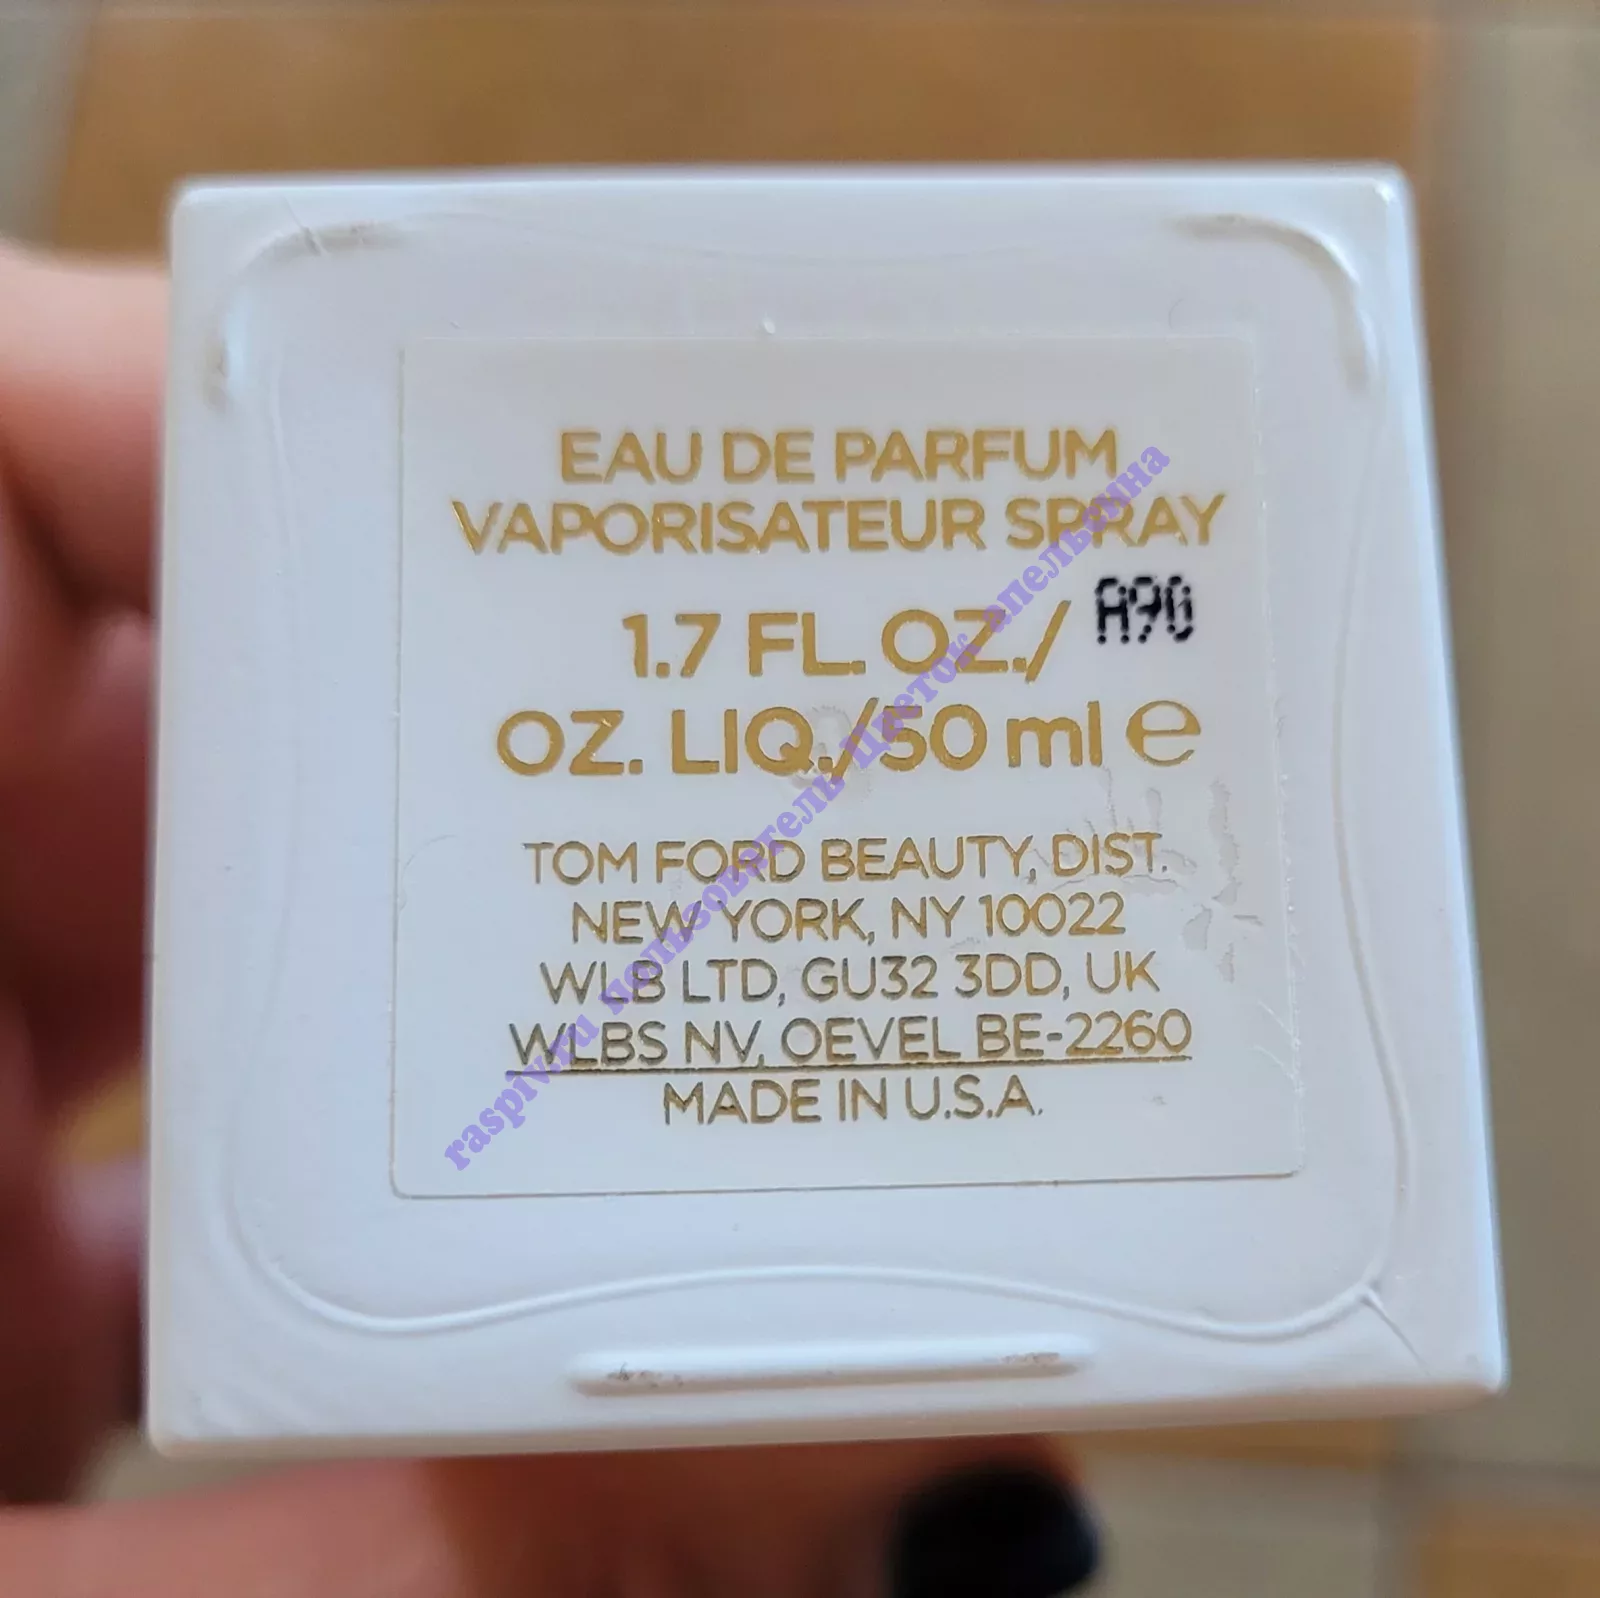 EAU DE PARFUM
VAPORISATEUR SPRAY
1.7 FL. OZ./ A90
OZ. LIQ./50 ml ℮
TOM FORD BEAUTY, DIST.
NEW YORK, NY 10022
WLB LTD, GU32 3DD, UK
WLBS NV, OEVEL BE-2260
MADE IN U.S.A.
raspiv.ru пользователь Цветок апельсина